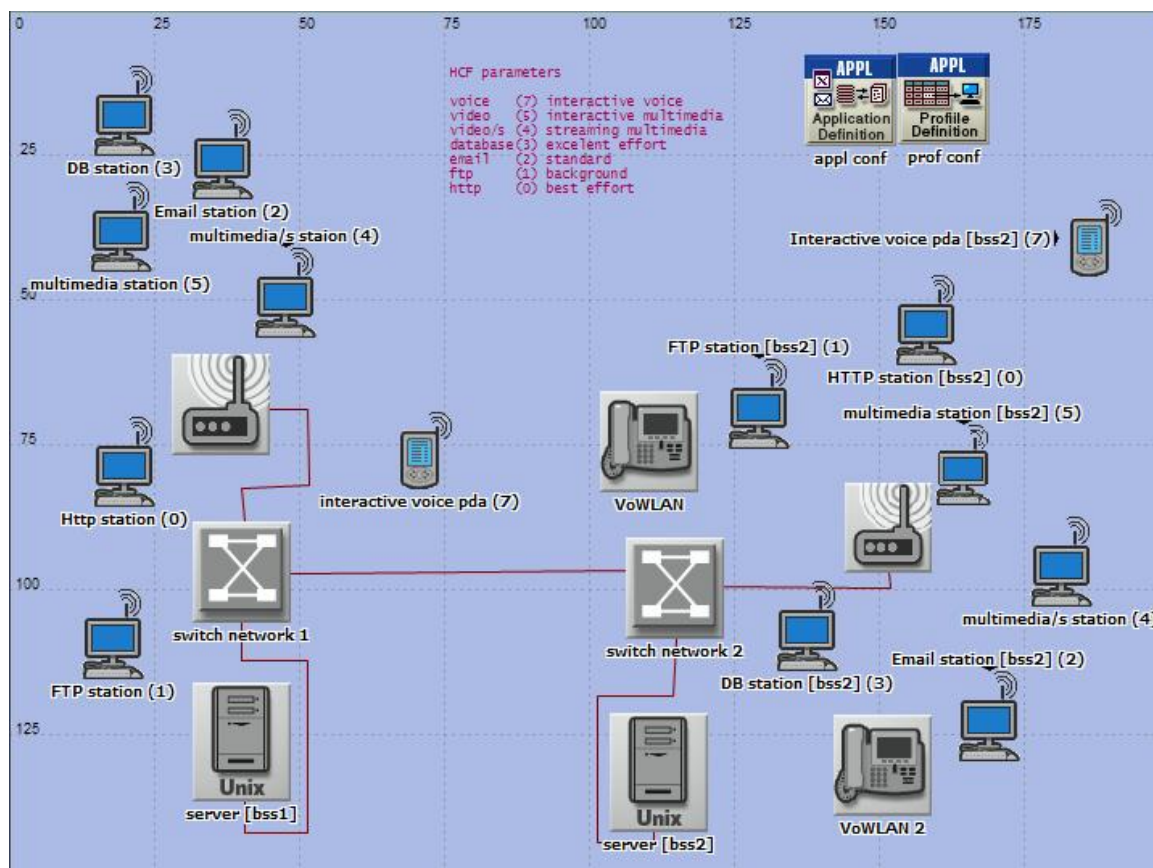 0 25 50 75 100 125 150 175
25
50
75
100
125
HCF parameters
voice (7) interactive voice
video (5) interactive multimedia
video/s (4) streaming multimedia
database(3) excelent effort
email (2) standard
ftp (1) background
http (0) best effort
APPL
Application
Definition
appl conf
APPL
Profiile
Definition
prof conf
DB station (3)
Email station (2)
multimedia/s staion (4)
multimedia station (5)
Interactive voice pda [bss2] (7)
FTP station [bss2] (1)
HTTP station [bss2] (0)
multimedia station [bss2] (5)
Http station (0)
interactive voice pda (7)
VoWLAN
switch network 1
switch network 2
multimedia/s station (4)
FTP station (1)
Email station [bss2] (2)
DB station [bss2] (3)
Unix
server [bss1]
Unix
server [bss2]
VoWLAN 2